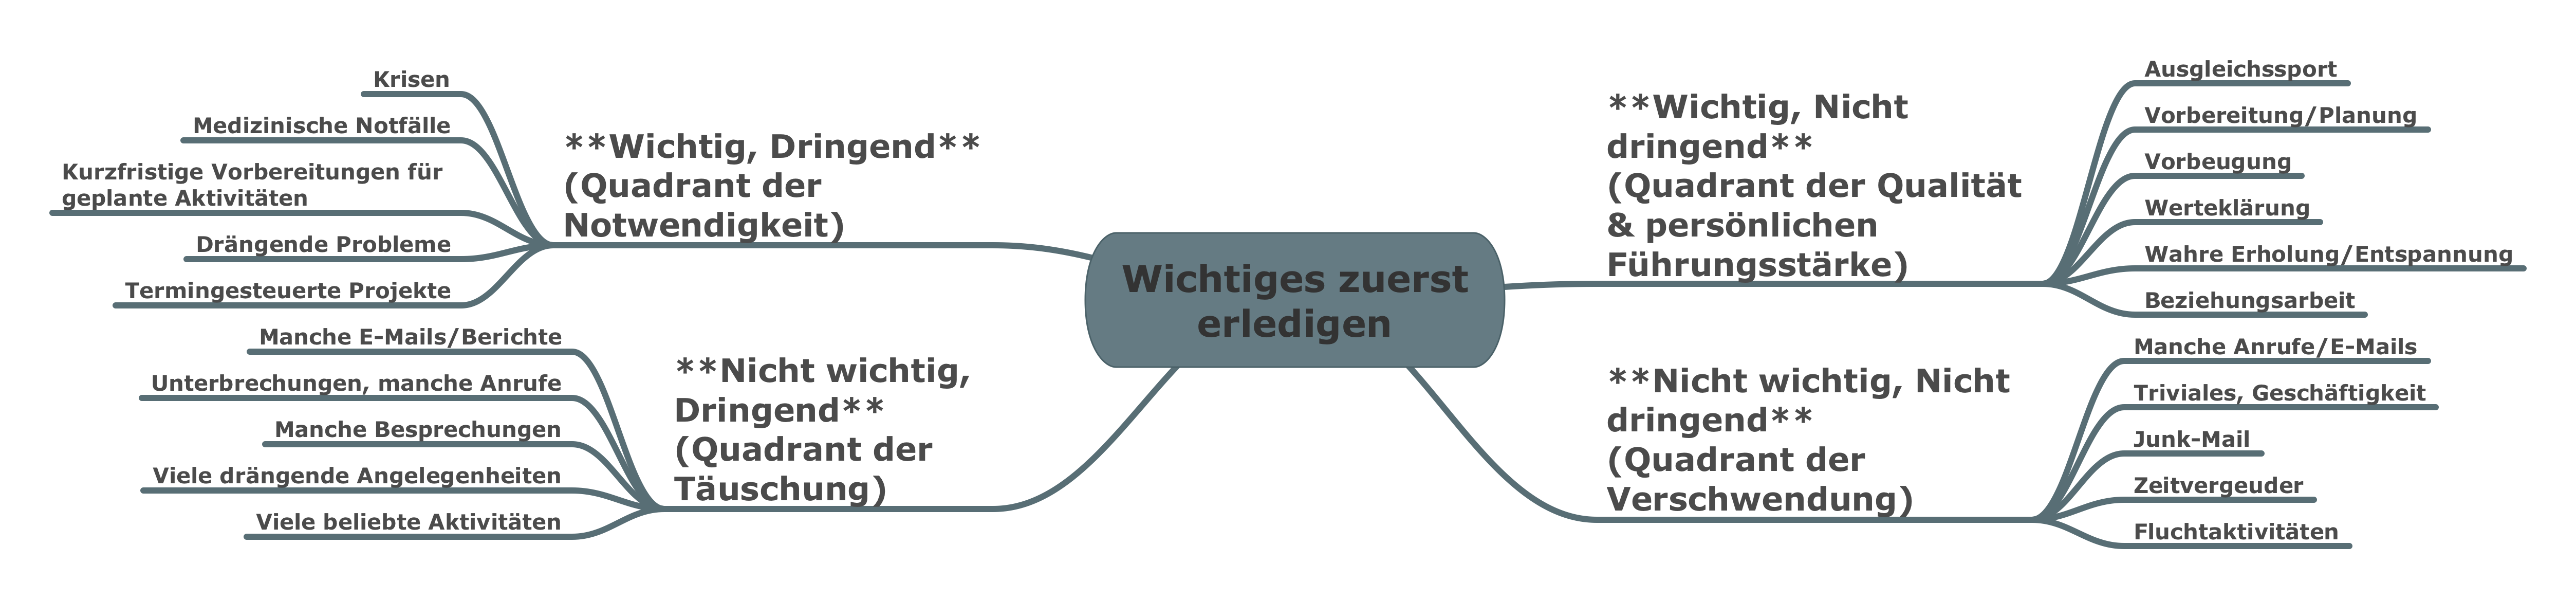 Wichtiges zuerst
erledigen
**Wichtig, Dringend**
(Quadrant der
Notwendigkeit)
Krisen
Medizinische Notfälle
Kurzfristige Vorbereitungen für
geplante Aktivitäten
Drängende Probleme
Termingesteuerte Projekte
**Nicht wichtig,
Dringend**
(Quadrant der
Täuschung)
Manche E-Mails/Berichte
Unterbrechungen, manche Anrufe
Manche Besprechungen
Viele drängende Angelegenheiten
Viele beliebte Aktivitäten
**Wichtig, Nicht
dringend**
(Quadrant der Qualität
& persönlichen
Führungsstärke)
Ausgleichssport
Vorbereitung/Planung
Vorbeugung
Werteklärung
Wahre Erholung/Entspannung
Beziehungsarbeit
**Nicht wichtig, Nicht
dringend**
(Quadrant der
Verschwendung)
Manche Anrufe/E-Mails
Triviales, Geschäftigkeit
Junk-Mail
Zeitvergeuder
Fluchtaktivitäten